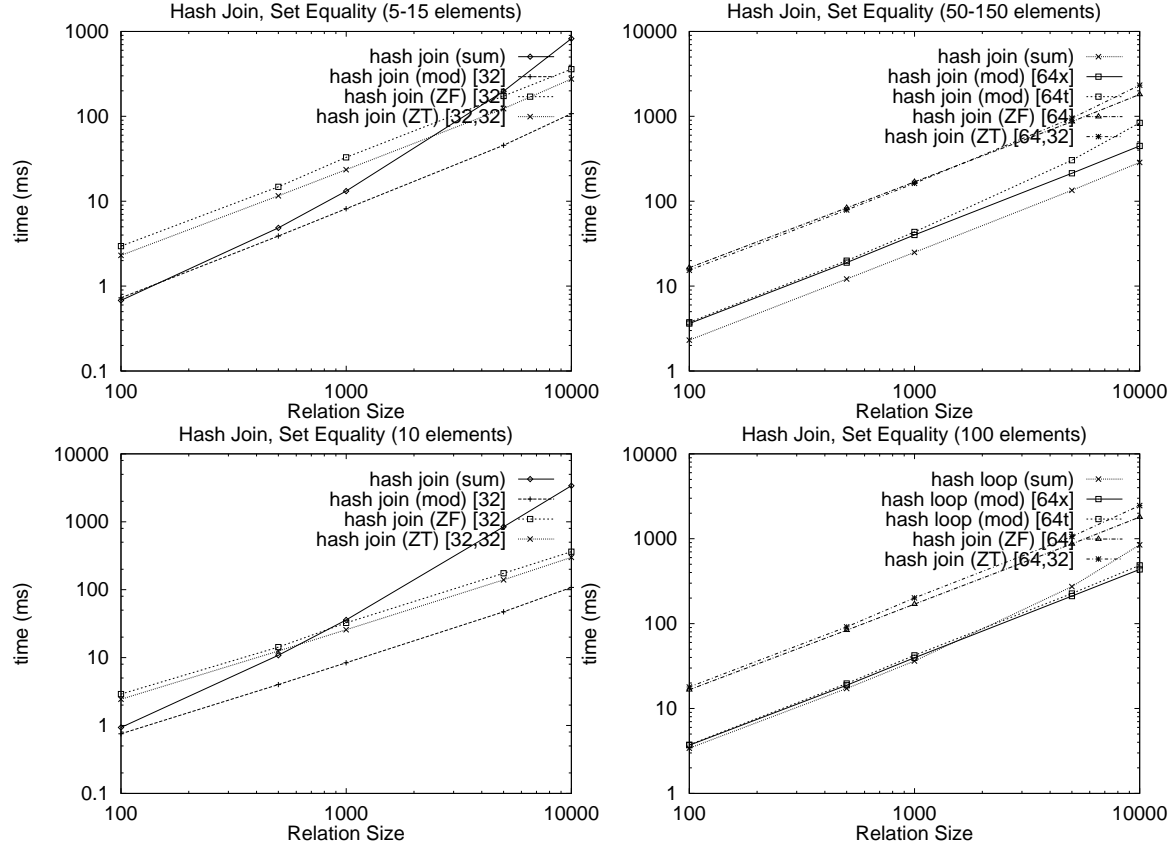 Hash Join, Set Equality (5-15 elements)
1000
100
10
1
0.1
time (ms)
hash join (sum)
hash join (mod) [32]
hash join (ZF) [32]
hash join (ZT) [32,32]
100
1000
10000
Relation Size
Hash Join, Set Equality (50-150 elements)
10000
1000
100
10
1
time (ms)
hash join (sum)
hash join (mod) [64x]
hash join (mod) [64t]
hash join (ZF) [64]
hash join (ZT) [64,32]
100
1000
10000
Relation Size
Hash Join, Set Equality (10 elements)
10000
1000
100
10
1
0.1
time (ms)
hash join (sum)
hash join (mod) [32]
hash join (ZF) [32]
hash join (ZT) [32,32]
100
1000
10000
Relation Size
Hash Join, Set Equality (100 elements)
10000
1000
100
10
1
time (ms)
hash loop (sum)
hash loop (mod) [64x]
hash loop (mod) [64t]
hash join (ZF) [64]
hash join (ZT) [64,32]
100
1000
10000
Relation Size